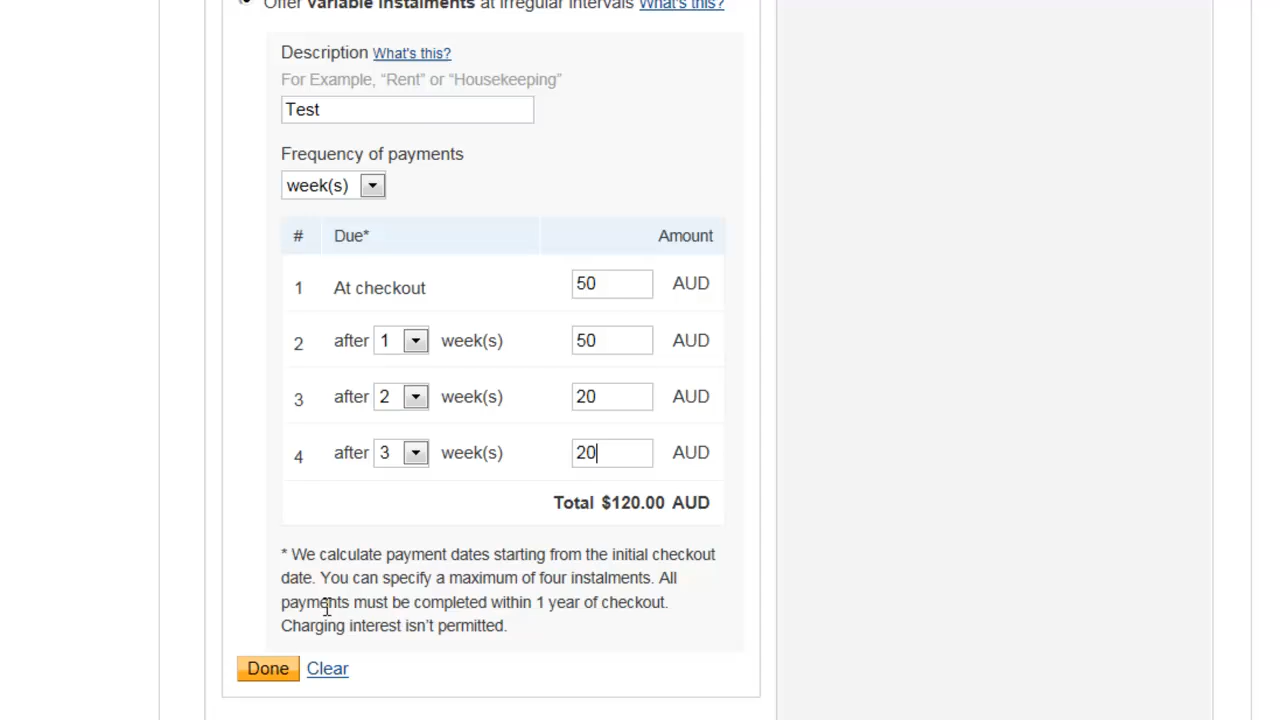 Offer variable instalments at irregular intervals What's this?
Description What's this?
For Example, “Rent” or “Housekeeping”
Test
Frequency of payments
week(s)
# Due* Amount
1 At checkout 50 AUD
2 after 1 week(s) 50 AUD
3 after 2 week(s) 20 AUD
4 after 3 week(s) 20 AUD
Total $120.00 AUD
* We calculate payment dates starting from the initial checkout
date. You can specify a maximum of four instalments. All
payments must be completed within 1 year of checkout.
Charging interest isn’t permitted.
Done Clear